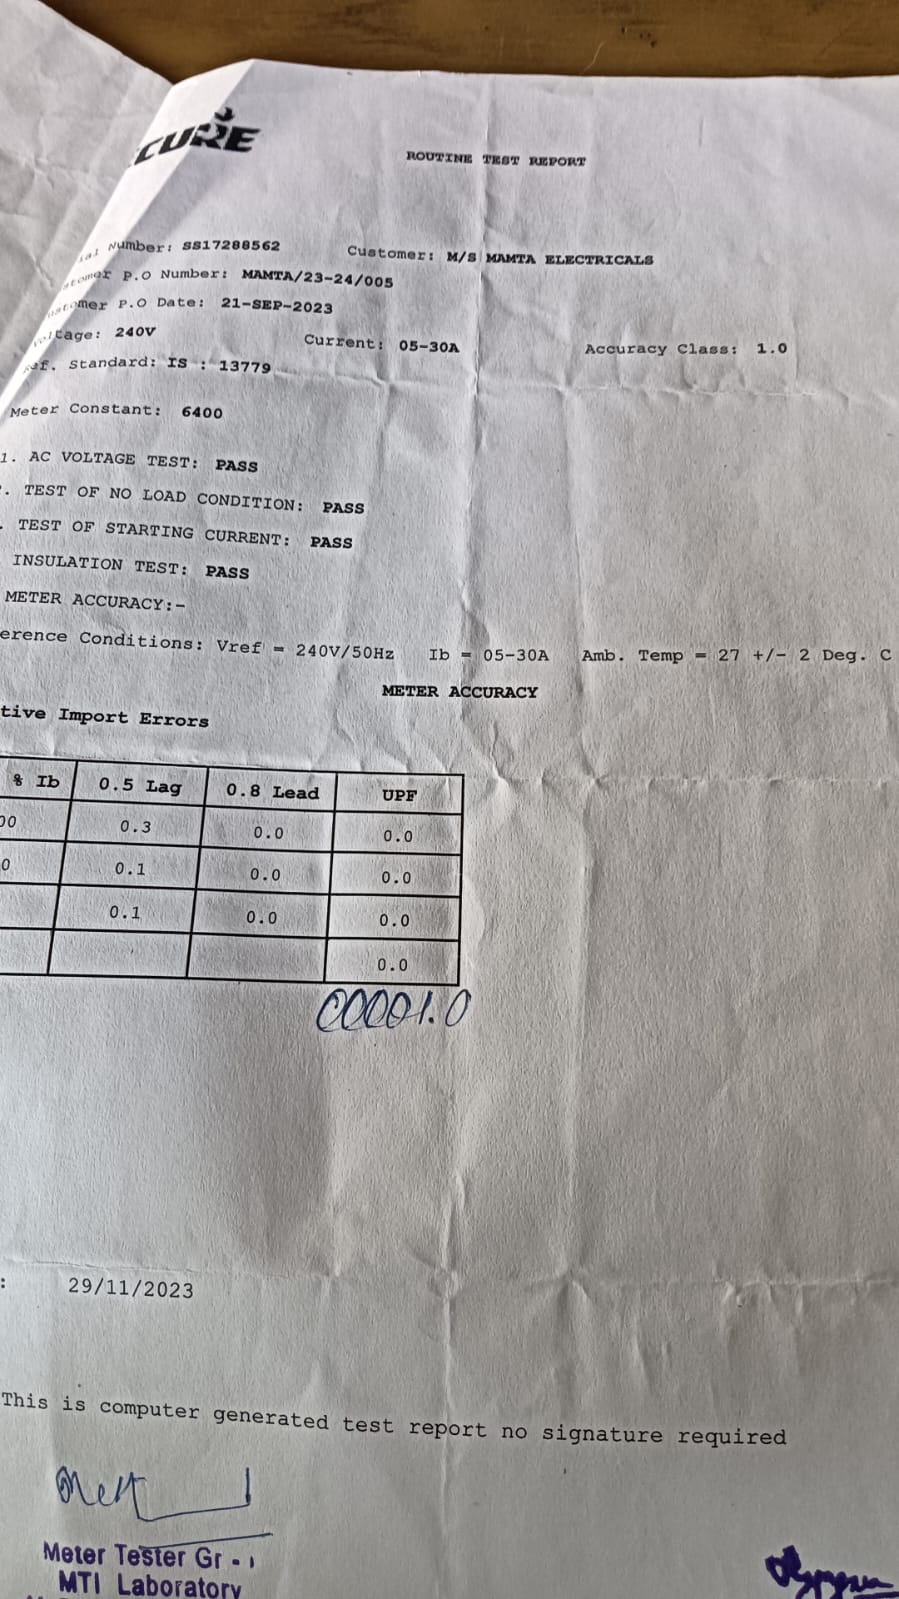 CURE
ROUTINE TEST REPORT
Number: SS17288562 Customer: M/S MAMTA ELECTRICALS
P.O Number: MAMTA/23-24/005
P.O Date: 21-SEP-2023
240V Current: 05-30A Accuracy Class: 1.0
Standard: IS : 13779
Meter Constant: 6400
1. AC VOLTAGE TEST: PASS
. TEST OF NO LOAD CONDITION: PASS
TEST OF STARTING CURRENT: PASS
INSULATION TEST: PASS
METER ACCURACY:-
erence Conditions: Vref = 240V/50Hz Ib = 05-30A Amb. Temp = 27 +/- 2 Deg. C
METER ACCURACY
tive Import Errors
% Ib 0.5 Lag 0.8 Lead UPF
00 0.3 0.0 0.0
0 0.1 0.0 0.0
0.1 0.0 0.0
0.0
00001.0
: 29/11/2023
This is computer generated test report no signature required
Meter Tester Gr - I
MTI Laboratory